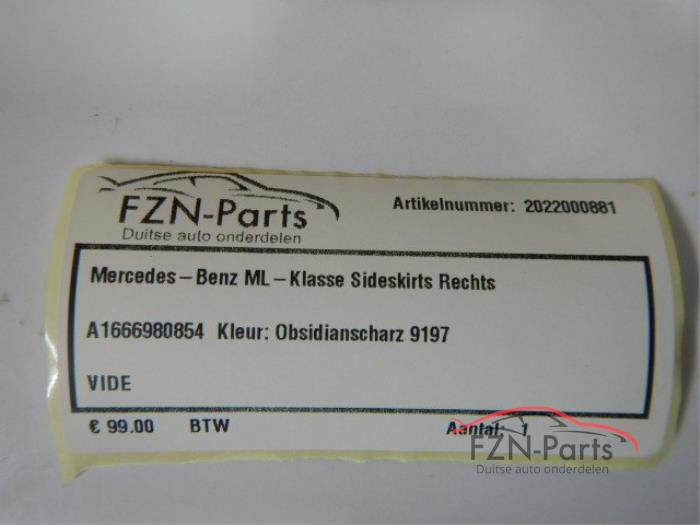 FZN-Parts
Duitse auto onderdelen
Artikelnummer: 2022000881
Mercedes-Benz ML-Klasse Sideskirts Rechts
A1666980854 Kleur: Obsidianscharz 9197
VIDE
€ 99.00 BTW Aantal: 1
FZN-Parts
Duitse auto onderdelen